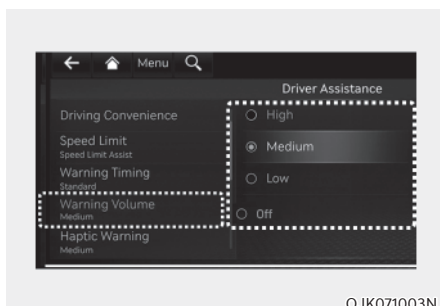 Menu
Driver Assistance
Driving Convenience
Speed Limit
Speed Limit Assist
Warning Timing
Standard
Warning Volume
Medium
Haptic Warning
Medium
High
Medium
Low
Off
OJK071003N